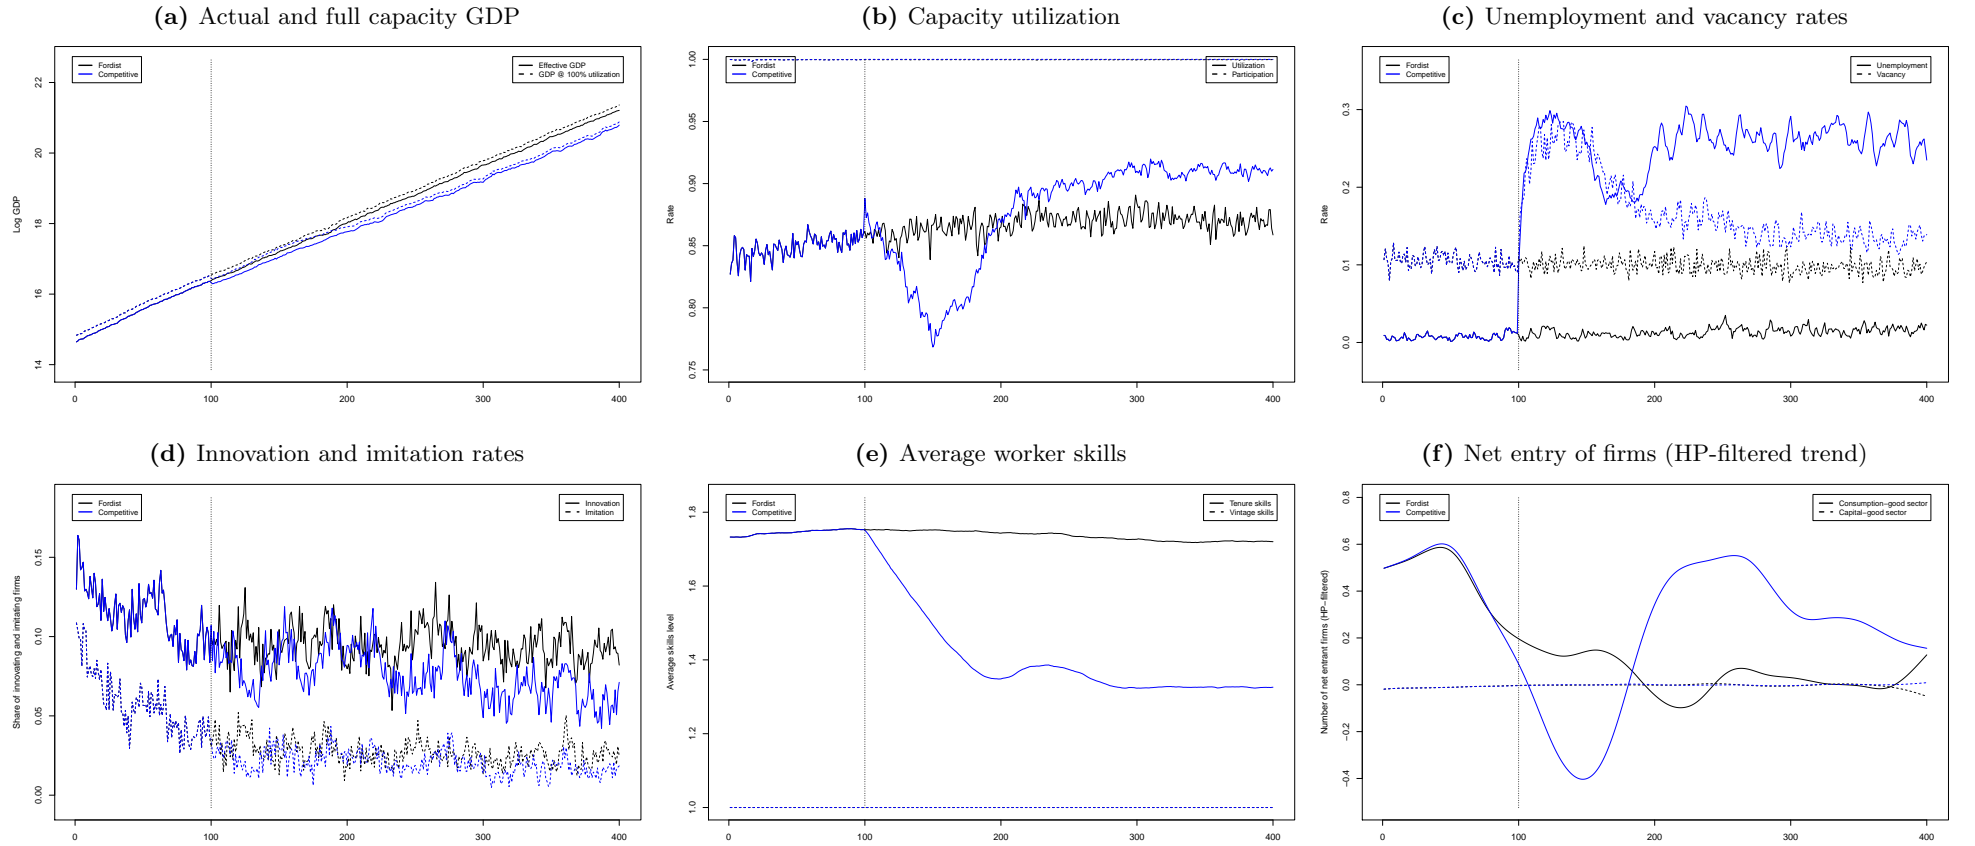 (a) Actual and full capacity GDP
(b) Capacity utilization
(c) Unemployment and vacancy rates
Fordist
Competitive
Effective GDP
GDP @ 100% utilization
Log GDP
14
16
18
20
22
0
100
200
300
400
Fordist
Competitive
Utilization
Participation
Rate
0.75
0.80
0.85
0.90
0.95
1.00
0
100
200
300
400
Fordist
Competitive
Unemployment
Vacancy
Rate
0.0
0.1
0.2
0.3
0
100
200
300
400
(d) Innovation and imitation rates
(e) Average worker skills
(f) Net entry of firms (HP-filtered trend)
Fordist
Competitive
Innovation
Imitation
Share of innovating and imitating firms
0.00
0.05
0.10
0.15
0
100
200
300
400
Fordist
Competitive
Tenure skills
Vintage skills
Average skills level
1.0
1.2
1.4
1.6
1.8
0
100
200
300
400
Fordist
Competitive
Consumption−good sector
Capital−good sector
Number of net entrant firms (HP−filtered)
−0.4
−0.2
0.0
0.2
0.4
0.6
0.8
0
100
200
300
400